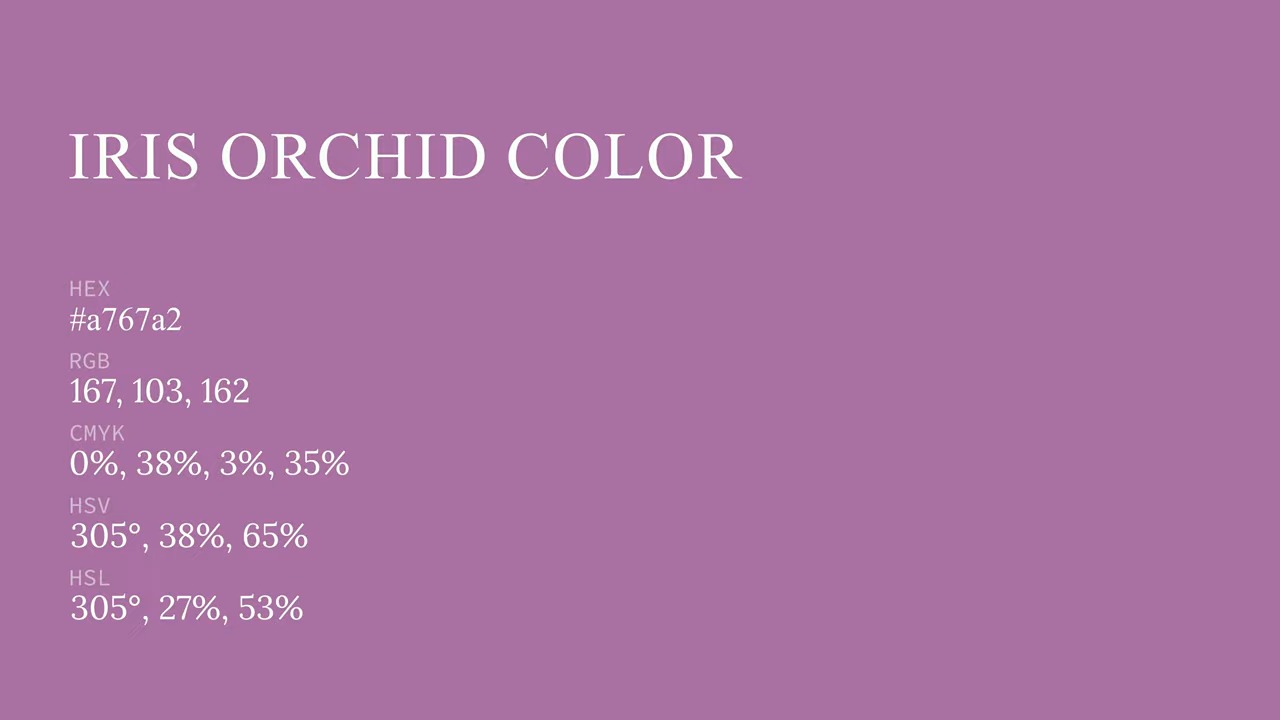 IRIS ORCHID COLOR
HEX
#a767a2
RGB
167, 103, 162
CMYK
0%, 38%, 3%, 35%
HSV
305°, 38%, 65%
HSL
305°, 27%, 53%